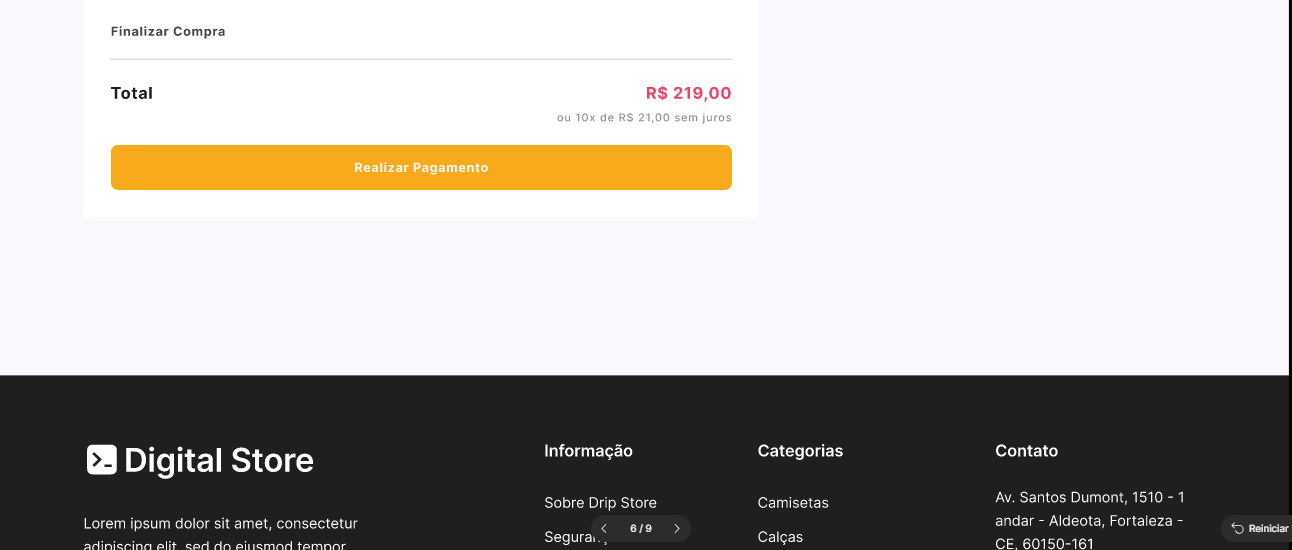 Finalizar Compra
Total
R$ 219,00
ou 10x de R$ 21,00 sem juros
Realizar Pagamento
Digital Store
Lorem ipsum dolor sit amet, consectetur
adipiscing elit, sed do eiusmod tempor
Informação
Sobre Drip Store
Categorias
Camisetas
Calças
Contato
Av. Santos Dumont, 1510 - 1
andar - Aldeota, Fortaleza -
CE, 60150-161
6 / 9
Reiniciar